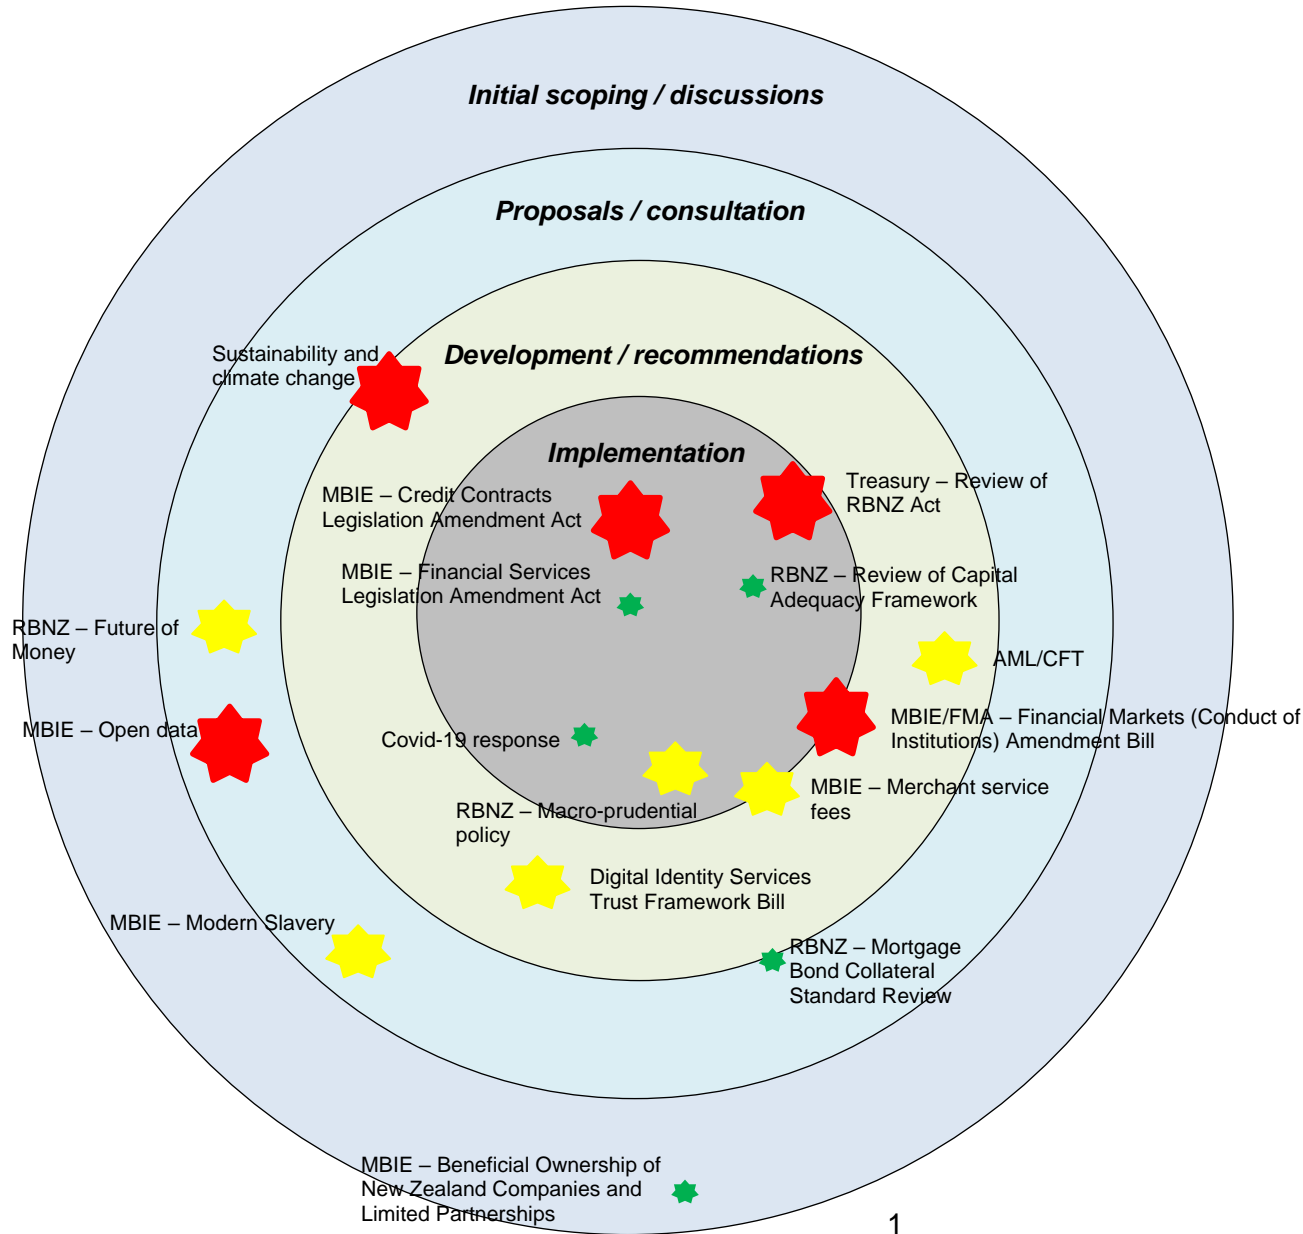 Initial scoping / discussions
Proposals / consultation
Development / recommendations
Sustainability and
climate change
Implementation
MBIE – Credit Contracts
Legislation Amendment Act
Treasury – Review of
RBNZ Act
MBIE – Financial Services
Legislation Amendment Act
RBNZ – Review of Capital
Adequacy Framework
RBNZ – Future of
Money
AML/CFT
MBIE – Open data
MBIE/FMA – Financial Markets (Conduct of
Institutions) Amendment Bill
Covid-19 response
MBIE – Merchant service
fees
RBNZ – Macro-prudential
policy
Digital Identity Services
Trust Framework Bill
MBIE – Modern Slavery
RBNZ – Mortgage
Bond Collateral
Standard Review
MBIE – Beneficial Ownership of
New Zealand Companies and
Limited Partnerships
1